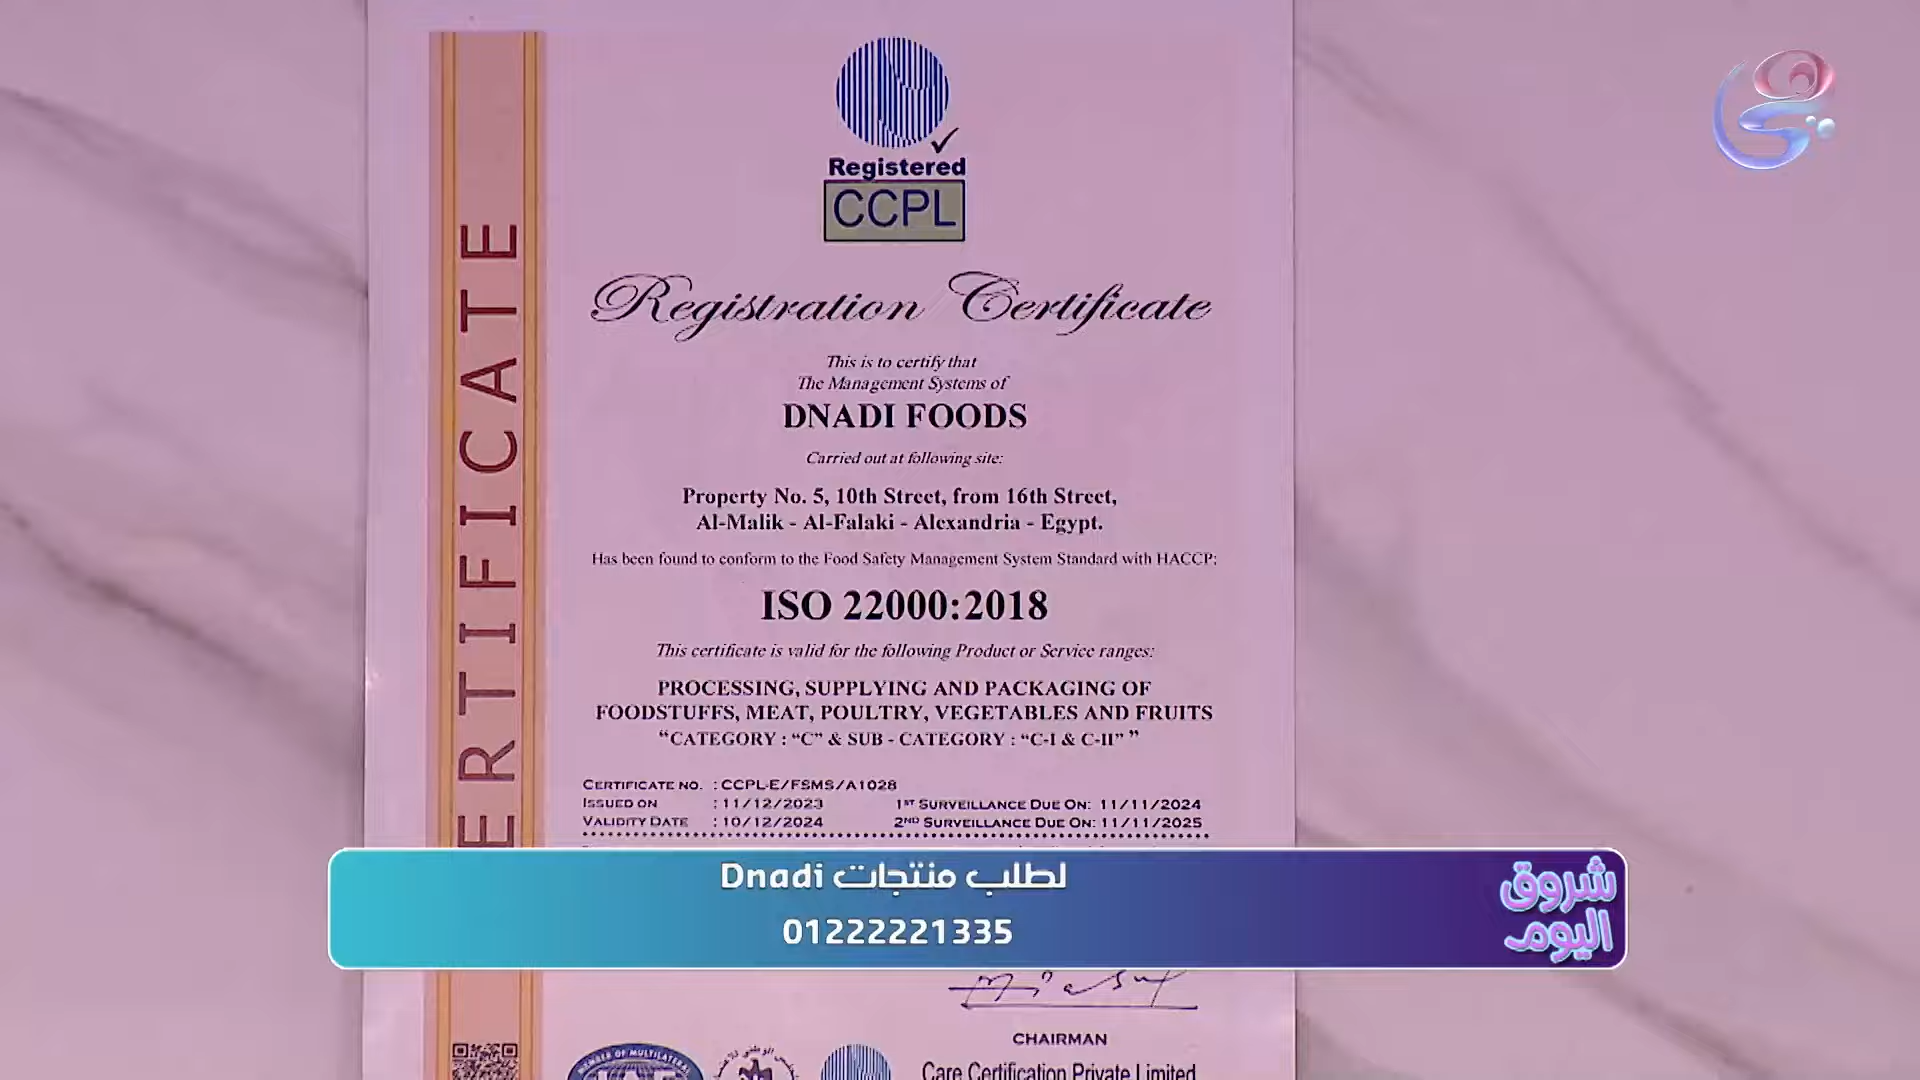 Registered
CCPL
CERTIFICATE
Registration Certificate
This is to certify that
The Management Systems of
DNADI FOODS
Carried out at following site:
Property No. 5, 10th Street, from 16th Street,
Al-Malik - Al-Falaki - Alexandria - Egypt.
Has been found to conform to the Food Safety Management System Standard with HACCP:
ISO 22000:2018
This certificate is valid for the following Product or Service ranges:
PROCESSING, SUPPLYING AND PACKAGING OF
FOODSTUFFS, MEAT, POULTRY, VEGETABLES AND FRUITS
“CATEGORY : “C” & SUB - CATEGORY : “C-I & C-II” ”
CERTIFICATE NO. : CCPL-E/FSMS/A1028
ISSUED ON : 11/12/2023 1ST SURVEILLANCE DUE ON: 11/11/2024
VALIDITY DATE : 10/12/2024 2ND SURVEILLANCE DUE ON: 11/11/2025
لطلب منتجات Dnadi
01222221335
شروق
اليوم
CHAIRMAN
Care Certification Private Limited
MEMBER OF MULTILATERAL